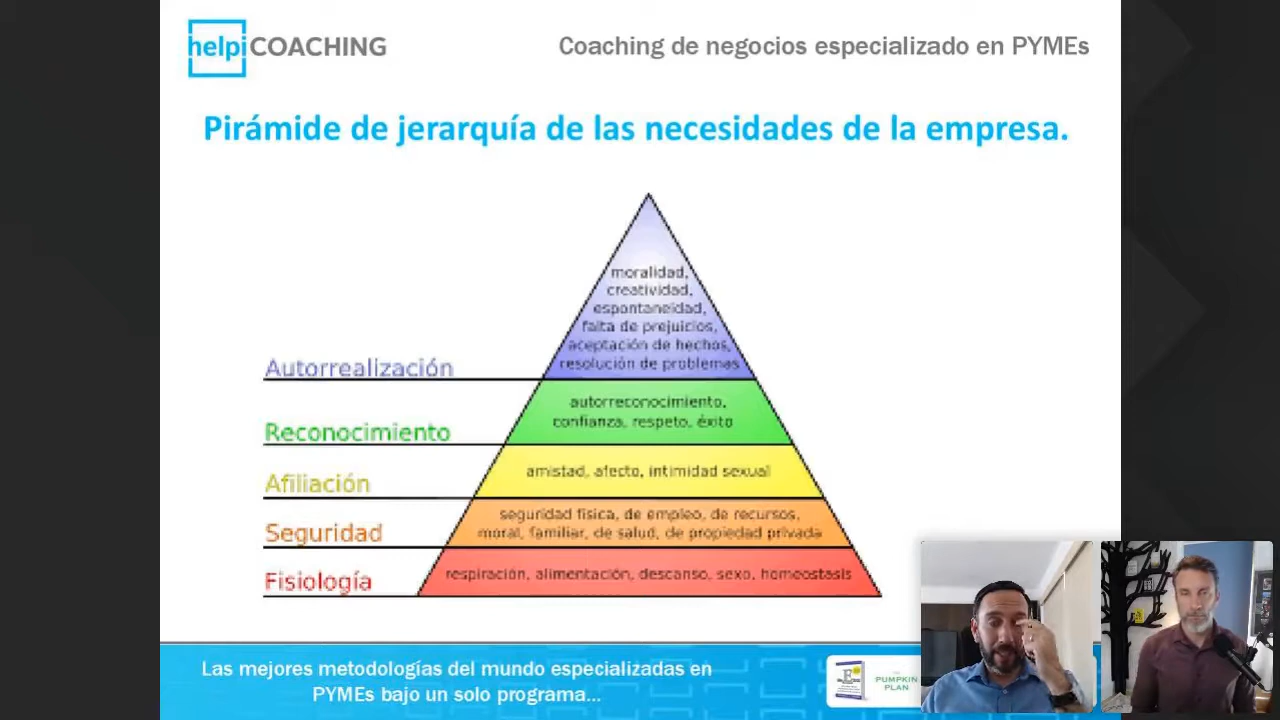 helpi COACHING
Coaching de negocios especializado en PYMEs
Pirámide de jerarquía de las necesidades de la empresa.
moralidad,
creatividad,
espontaneidad,
falta de prejuicios,
aceptación de hechos,
resolución de problemas
Autorrealización
autorreconocimiento,
confianza, respeto, éxito
Reconocimiento
amistad, afecto, intimidad sexual
Afiliación
seguridad física, de empleo, de recursos,
moral, familiar, de salud, de propiedad privada
Seguridad
respiración, alimentación, descanso, sexo, homeostasis
Fisiología
Las mejores metodologías del mundo especializadas en
PYMEs bajo un solo programa...
PUMPKIN
PLAN